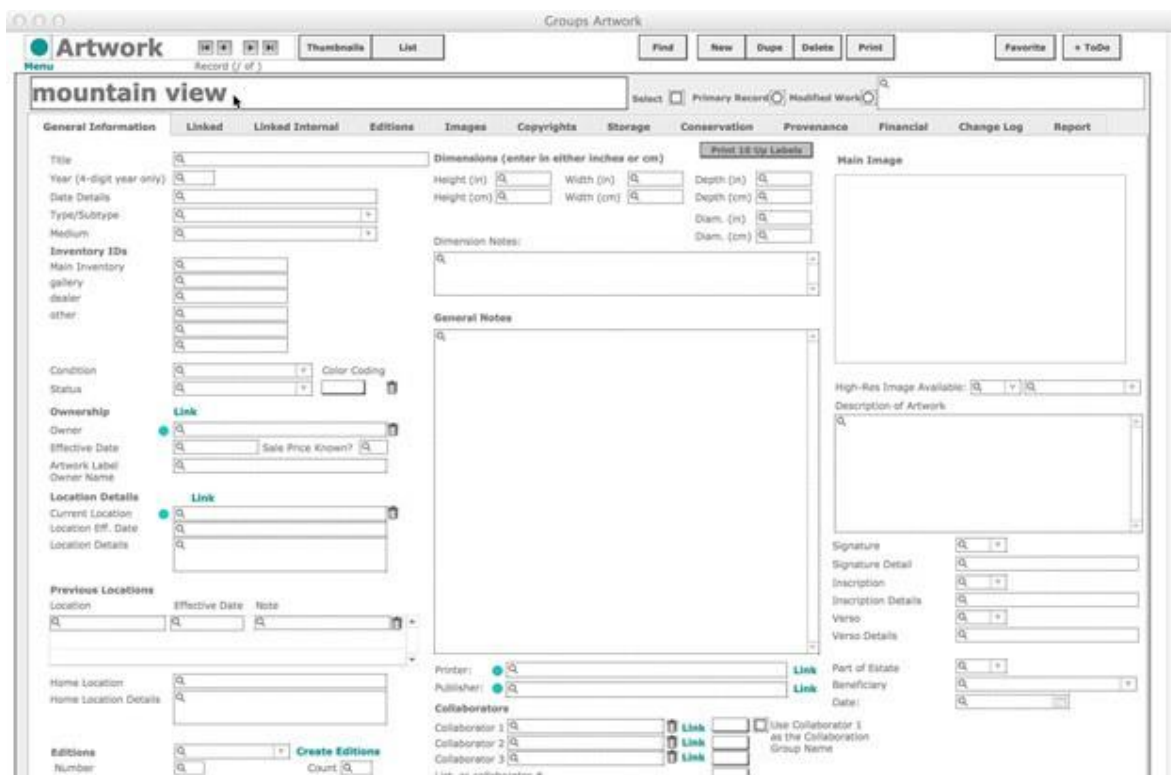 Groups Artwork
Artwork Thumbnails List Find New Dupe Delete Print Favorite + ToDo
Menu Record (/ of )
mountain view
Select Primary Record Modified Work
General Information Linked Linked Internal Editions Images Copyrights Storage Conservation Provenance Financial Change Log Report
Print 10 Up Labels
Title
Year (4-digit year only)
Date Details
Type/Subtype
Medium
Inventory IDs
Main Inventory
gallery
dealer
other
Condition Color Coding
Status
Ownership Link
Owner
Effective Date Sale Price Known?
Artwork Label
Owner Name
Location Details Link
Current Location
Location Eff. Date
Location Details
Previous Locations
Location Effective Date Note
Home Location
Home Location Details
Editions Create Editions
Number Count
Dimensions (enter in either inches or cm)
Height (in) Width (in) Depth (in)
Height (cm) Width (cm) Depth (cm)
Diam. (in)
Diam. (cm)
Dimension Notes:
General Notes
Printer: Link
Publisher: Link
Collaborators
Collaborator 1 Link
Collaborator 2 Link
Collaborator 3 Link
Use Collaborator 1
as the Collaboration
Group Name
Main Image
High-Res Image Available:
Description of Artwork
Signature
Signature Detail
Inscription
Inscription Details
Verso
Verso Details
Part of Estate
Beneficiary
Date: